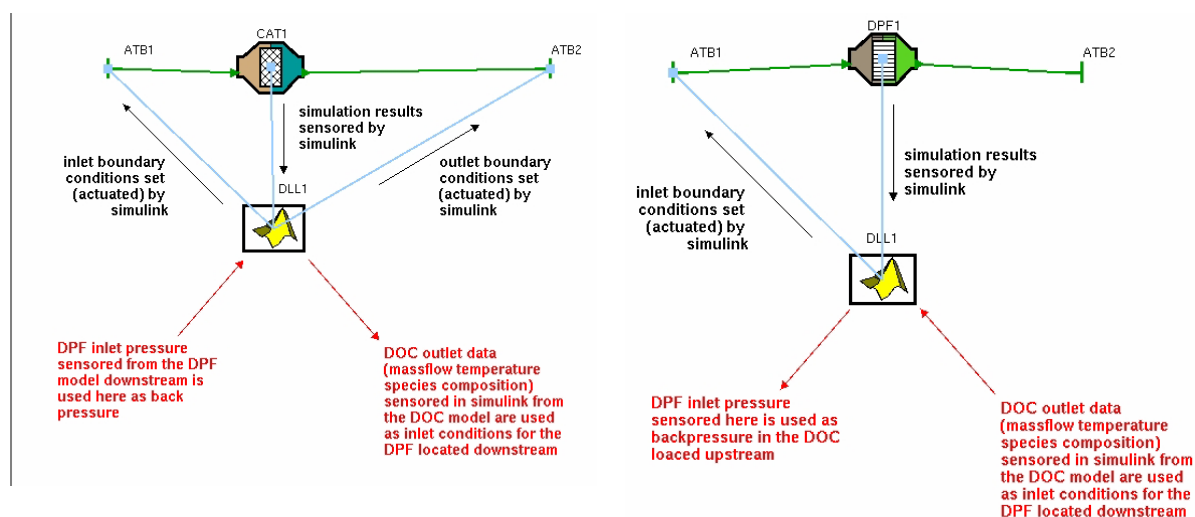 CAT1
ATB1
ATB2
simulation results
sensored by
simulink
inlet boundary
conditions set
(actuated) by
simulink
outlet boundary
conditions set
(actuated) by
simulink
DLL1
DPF inlet pressure
sensored from the DPF
model downstream is
used here as back
pressure
DOC outlet data
(massflow temperature
species composition)
sensored in simulink from
the DOC model are used
as inlet conditions for the
DPF located downstream
DPF1
ATB1
ATB2
simulation results
sensored by
simulink
inlet boundary
conditions set
(actuated) by
simulink
DLL1
DPF inlet pressure
sensored here is used as
backpressure in the DOC
loaced upstream
DOC outlet data
(massflow temperature
species composition)
sensored in simulink from
the DOC model are used
as inlet conditions for the
DPF located downstream